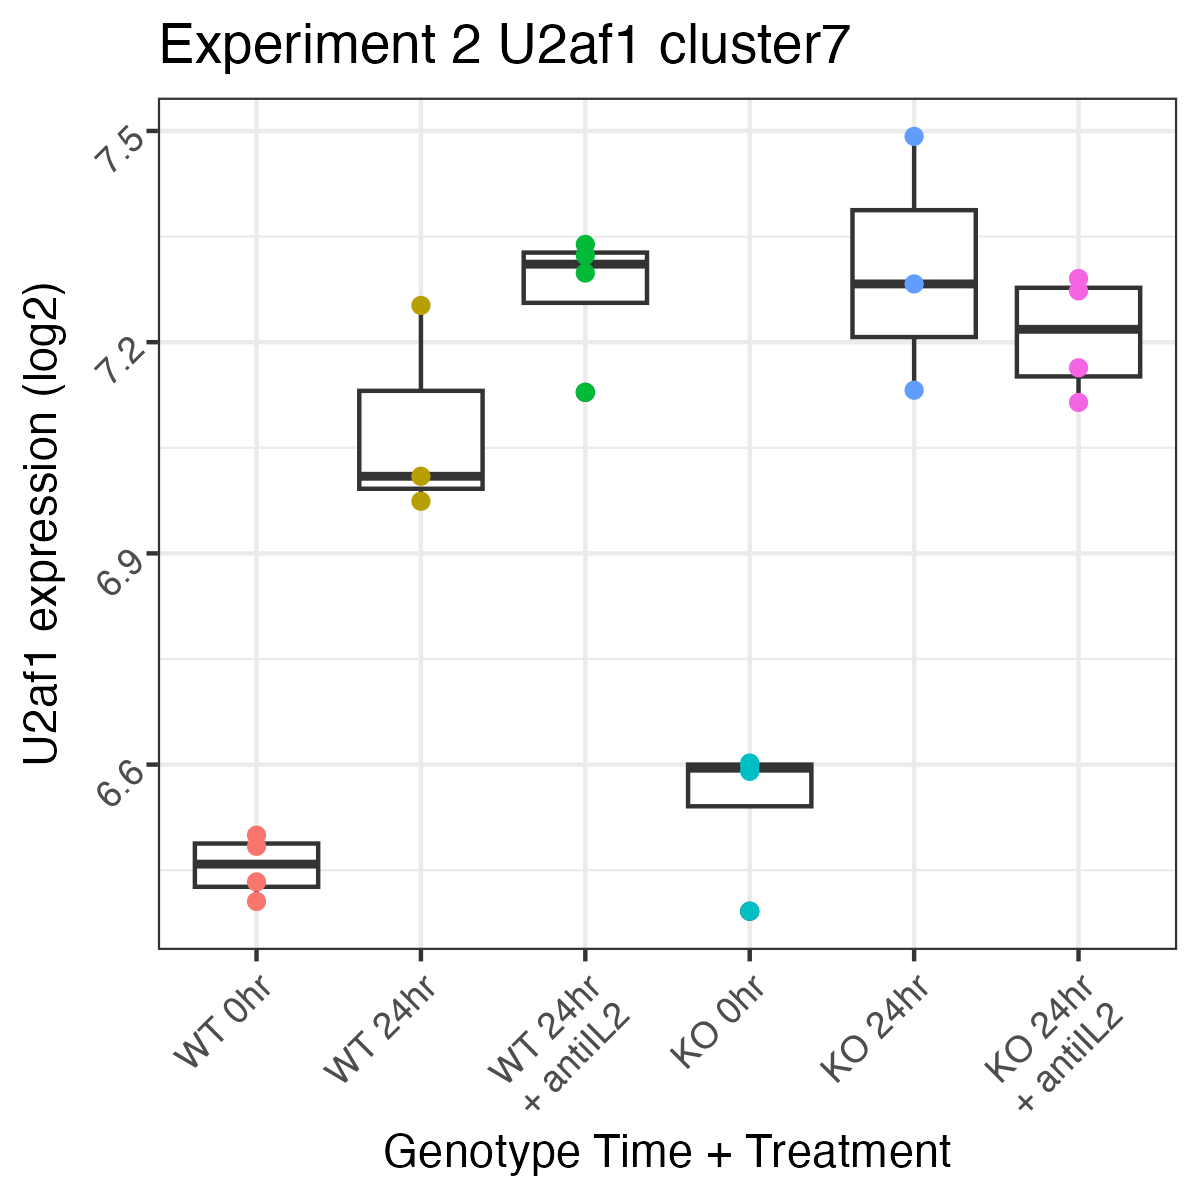 Experiment 2 U2af1 cluster7
U2af1 expression (log2)
7.5
7.2
6.9
6.6
WT 0hr
WT 24hr
WT 24hr
+ antiIL2
KO 0hr
KO 24hr
KO 24hr
+ antiIL2
Genotype Time + Treatment